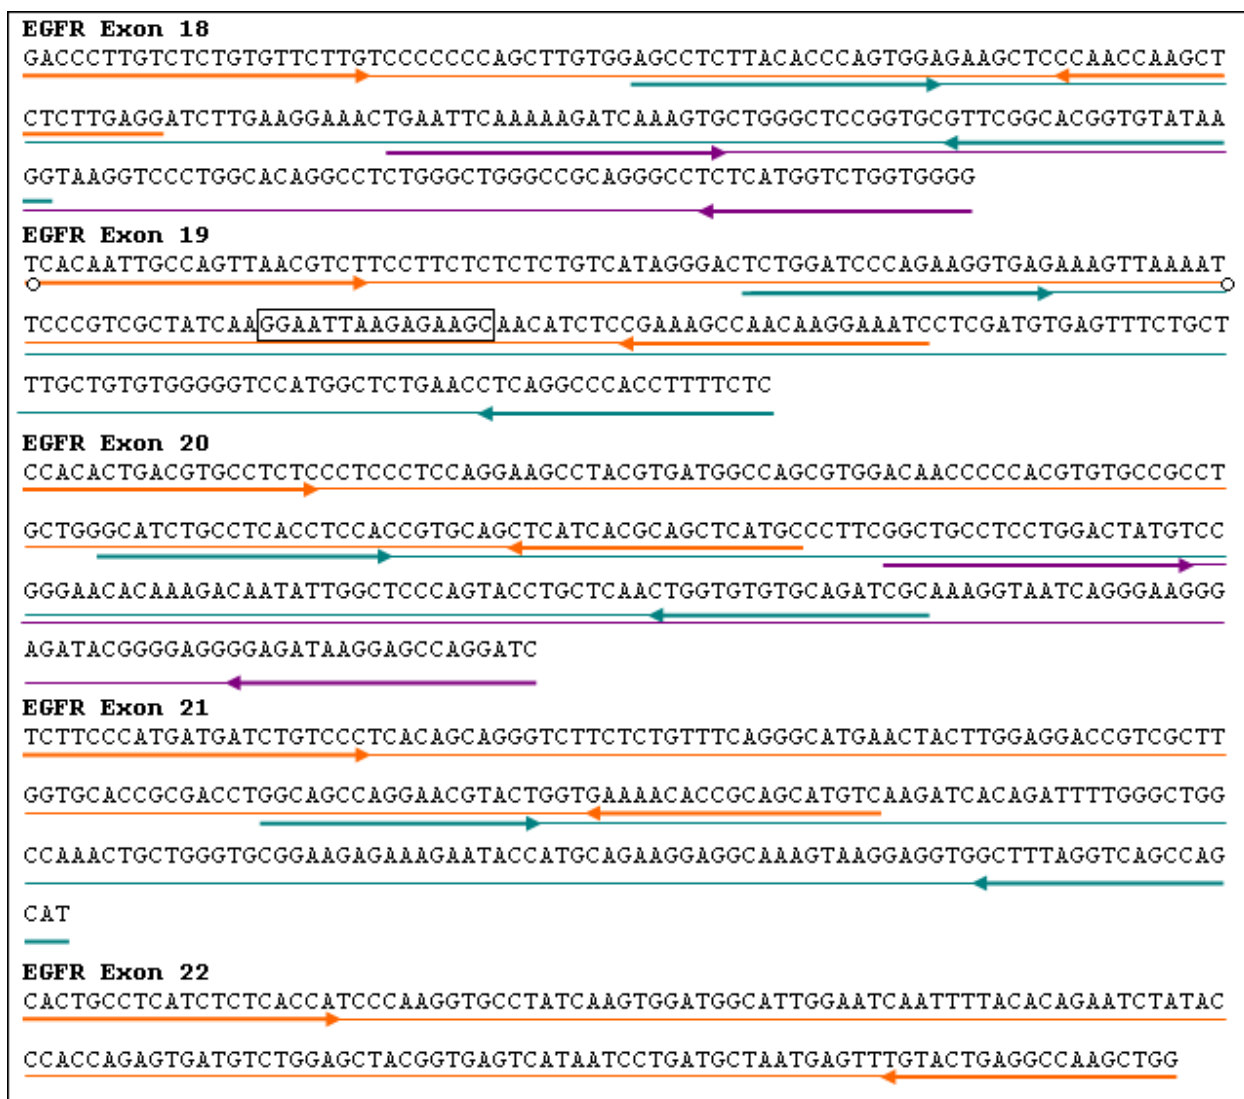 EGFR Exon 18
GACCCTTGTCTCTGTGTTCTTGTCCCCCCCAGCTTGTGGAGCCTCTTACACCCAGTGGAGAAGCTCCCAACCAAGCT
CTCTTGAGGATCTTGAAGGAAACTGAATTCAAAAAGATCAAAGTGCTGGGCTCCGGTGCGTTCGGCACGGTGTATAA
GGTAAGGTCCCTGGCACAGGCCTCTGGGCTGGGCCGCAGGGCCTCTCATGGTCTGGTGGGG
EGFR Exon 19
TCACAATTGCCAGTTAACGTCTTCCTTCTCTCTCTGTCATAGGGACTCTGGATCCCAGAAGGTGAGAAAGTTAAAAT
TCCCGTCGCTATCAAGGAATTAAGAGAAGCAACATCTCCGAAAGCCAACAAGGAAATCCTCGATGTGAGTTTCTGCT
TTGCTGTGTGGGGGTCCATGGCTCTGAACCTCAGGCCCACCTTTTCTC
EGFR Exon 20
CCACACTGACGTGCCTCTCCCTCCCTCCAGGAAGCCTACGTGATGGCCAGCGTGGACAACCCCCACGTGTGCCGCCT
GCTGGGCATCTGCCTCACCTCCACCGTGCAGCTCATCACGCAGCTCATGCCCTTCGGCTGCCTCCTGGACTATGTCC
GGGAACACAAAGACAATATTGGCTCCCAGTACCTGCTCAACTGGTGTGTGCAGATCGCAAAGGTAATCAGGGAAGGG
AGATACGGGGAGGGGAGATAAGGAGCCAGGATC
EGFR Exon 21
TCTTCCCATGATGATCTGTCCCTCACAGCAGGGTCTTCTCTGTTTCAGGGCATGAACTACTTGGAGGACCGTCGCTT
GGTGCACCGCGACCTGGCAGCCAGGAACGTACTGGTGAAAACACCGCAGCATGTCAAGATCACAGATTTTGGGCTGG
CCAAACTGCTGGGTGCGGAAGAGAAAGAATACCATGCAGAAGGAGGCAAAGTAAGGAGGTGGCTTTAGGTCAGCCAG
CAT
EGFR Exon 22
CACTGCCTCATCTCTCACCATCCCAAGGTGCCTATCAAGTGGATGGCATTGGAATCAATTTTACACAGAATCTATAC
CCACCAGAGTGATGTCTGGAGCTACGGTGAGTCATAATCCTGATGCTAATGAGTTTGTACTGAGGCCAAGCTGG